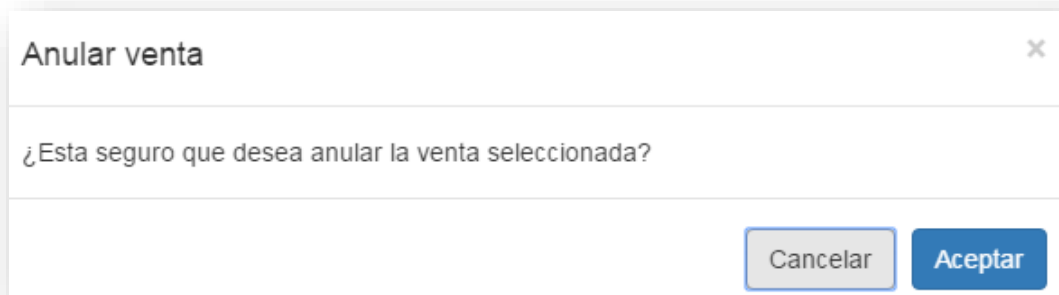 Anular venta
×
¿Esta seguro que desea anular la venta seleccionada?
Cancelar Aceptar